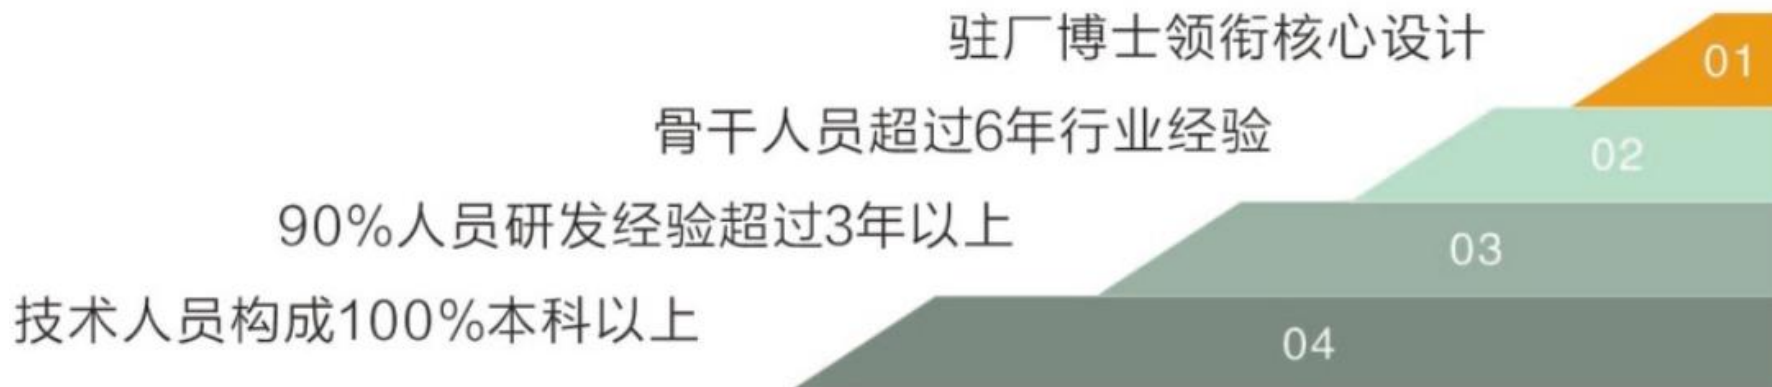 驻厂博士领衔核心设计
01
骨干人员超过6年行业经验
02
90%人员研发经验超过3年以上
03
技术人员构成100%本科以上
04